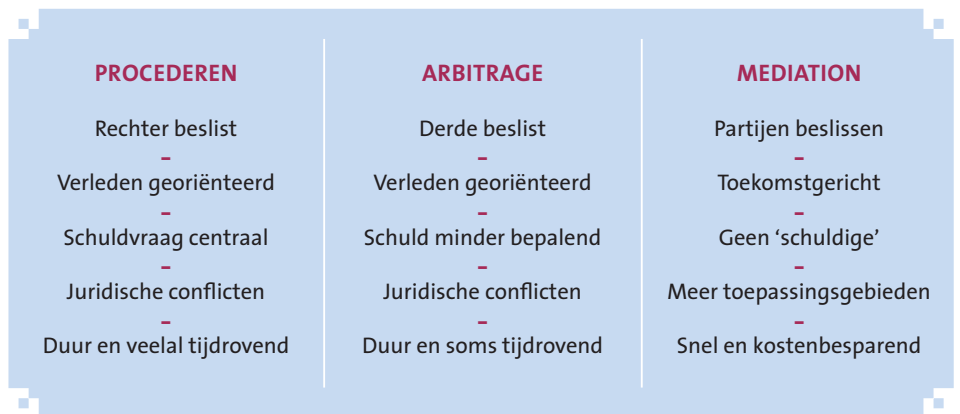 PROCEDEREN
Rechter beslist
–
Verleden georiënteerd
–
Schuldvraag centraal
–
Juridische conflicten
–
Duur en veelal tijdrovend
ARBITRAGE
Derde beslist
–
Verleden georiënteerd
–
Schuld minder bepalend
–
Juridische conflicten
–
Duur en soms tijdrovend
MEDIATION
Partijen beslissen
–
Toekomstgericht
–
Geen ‘schuldige’
–
Meer toepassingsgebieden
–
Snel en kostenbesparend